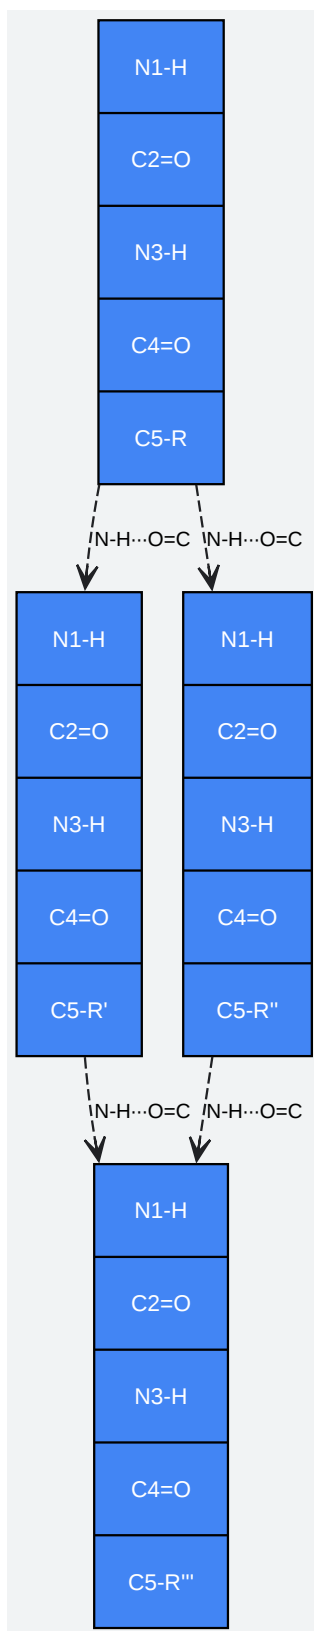 N1-H
C2=O
N3-H
C4=O
C5-R
N-H···O=C N-H···O=C
N1-H
C2=O
N3-H
C4=O
C5-R'
N1-H
C2=O
N3-H
C4=O
C5-R''
N-H···O=C N-H···O=C
N1-H
C2=O
N3-H
C4=O
C5-R'''